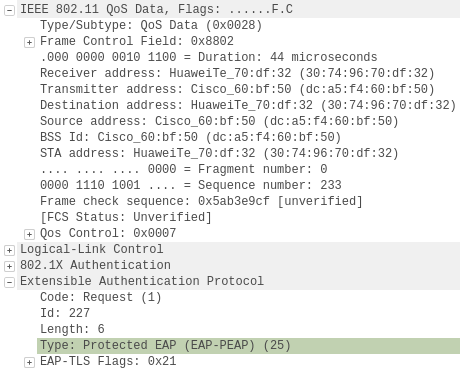 IEEE 802.11 QoS Data, Flags: ......F.C
Type/Subtype: QoS Data (0x0028)
Frame Control Field: 0x8802
.000 0000 0010 1100 = Duration: 44 microseconds
Receiver address: HuaweiTe_70:df:32 (30:74:96:70:df:32)
Transmitter address: Cisco_60:bf:50 (dc:a5:f4:60:bf:50)
Destination address: HuaweiTe_70:df:32 (30:74:96:70:df:32)
Source address: Cisco_60:bf:50 (dc:a5:f4:60:bf:50)
BSS Id: Cisco_60:bf:50 (dc:a5:f4:60:bf:50)
STA address: HuaweiTe_70:df:32 (30:74:96:70:df:32)
.... .... .... 0000 = Fragment number: 0
0000 1110 1001 .... = Sequence number: 233
Frame check sequence: 0x5ab3e9cf [unverified]
[FCS Status: Unverified]
Qos Control: 0x0007
Logical-Link Control
802.1X Authentication
Extensible Authentication Protocol
Code: Request (1)
Id: 227
Length: 6
Type: Protected EAP (EAP-PEAP) (25)
EAP-TLS Flags: 0x21